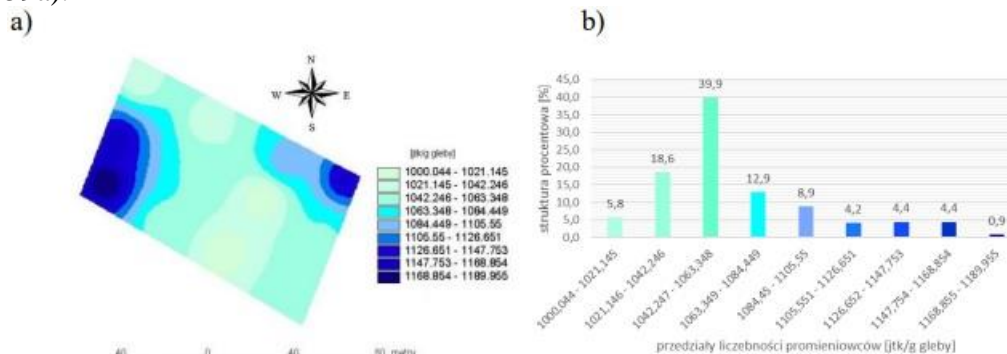 a)
b)
N
W E
S
[jtk/g gleby]
1000.044 - 1021.145
1021.145 - 1042.246
1042.246 - 1063.348
1063.348 - 1084.449
1084.449 - 1105.55
1105.55 - 1126.651
1126.651 - 1147.753
1147.753 - 1168.854
1168.854 - 1189.955
0 40
metry
struktura procentowa [%]
45,0
40,0
35,0
30,0
25,0
20,0
15,0
10,0
5,0
0,0
5,8
18,6
39,9
12,9
8,9
4,2
4,4
4,4
0,9
1000,044 - 1021,145
1021,146 - 1042,246
1042,247 - 1063,348
1063,349 - 1084,449
1084,45 - 1105,55
1105,551 - 1126,651
1126,652 - 1147,753
1147,754 - 1168,854
1168,855 - 1189,955
przedziały liczebności promieniowców [jtk/g gleby]